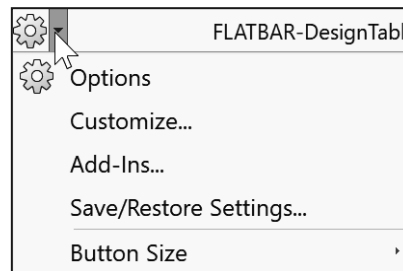 FLATBAR-DesignTabl
Options
Customize...
Add-Ins...
Save/Restore Settings...
Button Size